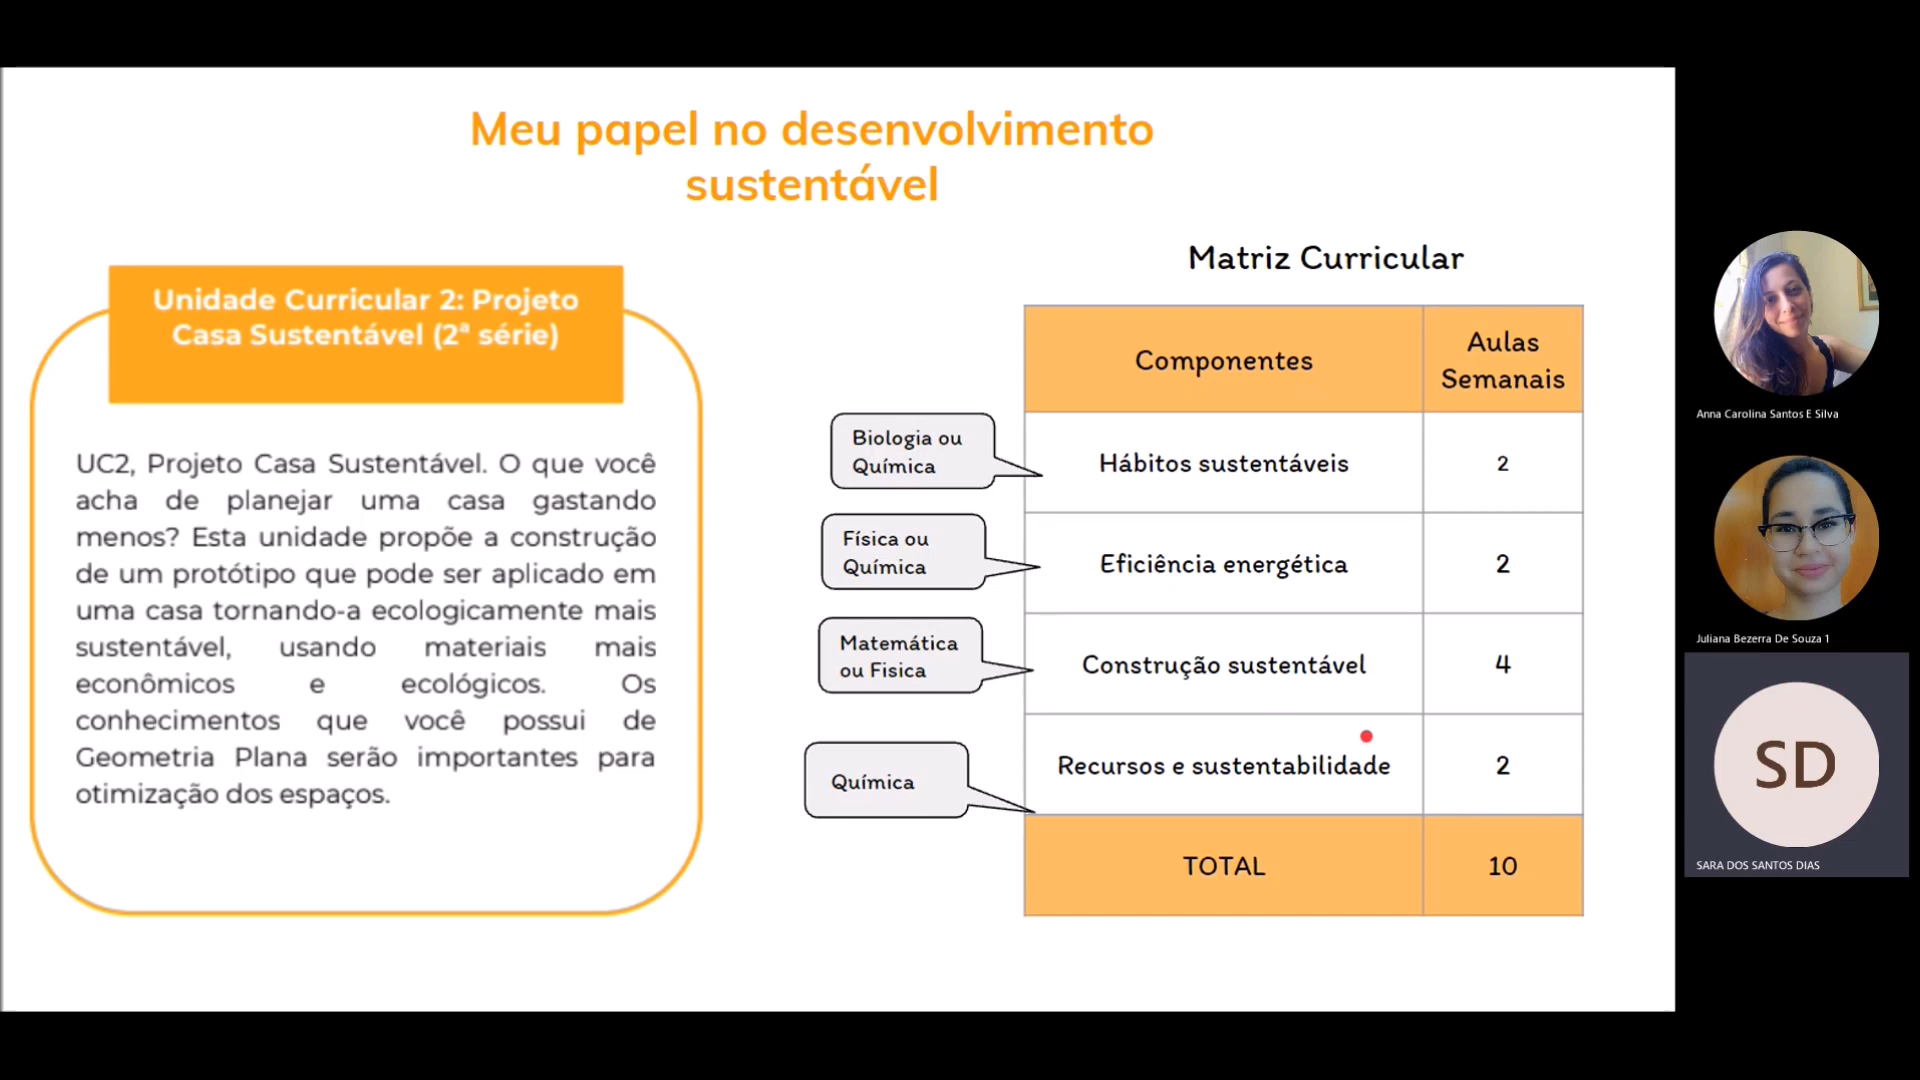 Meu papel no desenvolvimento
sustentável
Unidade Curricular 2: Projeto
Casa Sustentável (2ª série)
UC2, Projeto Casa Sustentável. O que você
acha de planejar uma casa gastando
menos? Esta unidade propõe a construção
de um protótipo que pode ser aplicado em
uma casa tornando-a ecologicamente mais
sustentável, usando materiais mais
econômicos e ecológicos. Os
conhecimentos que você possui de
Geometria Plana serão importantes para
otimização dos espaços.
Matriz Curricular
Componentes
Aulas
Semanais
Biologia ou
Química
Hábitos sustentáveis
2
Física ou
Química
Eficiência energética
2
Matemática
ou Fisica
Construção sustentável
4
Química
Recursos e sustentabilidade
2
TOTAL
10
Anna Carolina Santos E Silva
Juliana Bezerra De Souza 1
SD
SARA DOS SANTOS DIAS